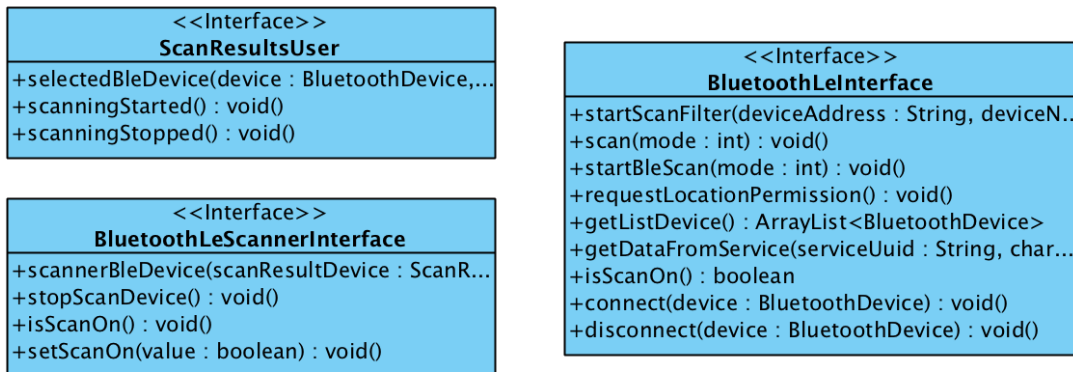 <<Interface>>
ScanResultsUser
+selectedBleDevice(device : BluetoothDevice,...
+scanningStarted() : void()
+scanningStopped() : void()
<<Interface>>
BluetoothLeScannerInterface
+scannerBleDevice(scanResultDevice : ScanR...
+stopScanDevice() : void()
+isScanOn() : void()
+setScanOn(value : boolean) : void()
<<Interface>>
BluetoothLeInterface
+startScanFilter(deviceAddress : String, deviceN...
+scan(mode : int) : void()
+startBleScan(mode : int) : void()
+requestLocationPermission() : void()
+getListDevice() : ArrayList<BluetoothDevice>
+getDataFromService(serviceUuid : String, char...
+isScanOn() : boolean
+connect(device : BluetoothDevice) : void()
+disconnect(device : BluetoothDevice) : void()